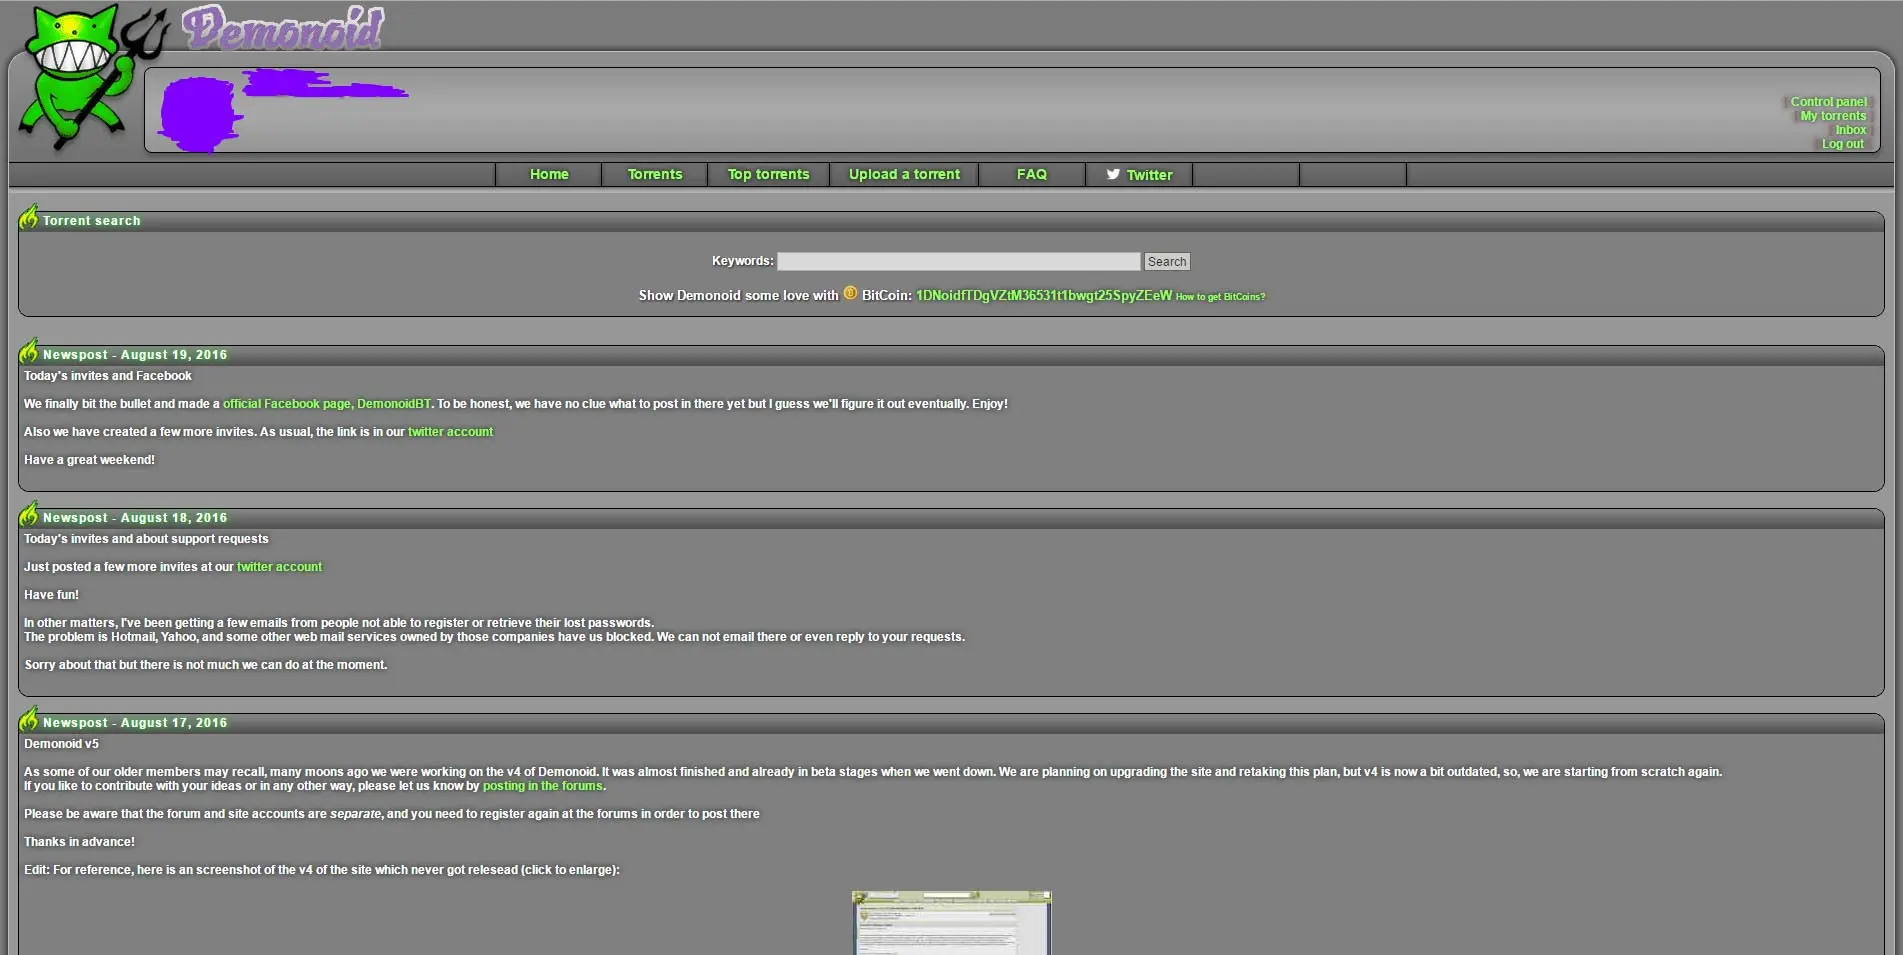 Demonoid
Control panel
My torrents
Inbox
Log out
Home Torrents Top torrents Upload a torrent FAQ Twitter
Torrent search
Keywords: Search
Show Demonoid some love with BitCoin: 1DNoidfTDgVZtM36531t1bwgt25SpyZEeW How to get BitCoins?
Newspost - August 19, 2016
Today's invites and Facebook
We finally bit the bullet and made a official Facebook page, DemonoidBT. To be honest, we have no clue what to post in there yet but I guess we'll figure it out eventually. Enjoy!
Also we have created a few more invites. As usual, the link is in our twitter account
Have a great weekend!
Newspost - August 18, 2016
Today's invites and about support requests
Just posted a few more invites at our twitter account
Have fun!
In other matters, I've been getting a few emails from people not able to register or retrieve their lost passwords.
The problem is Hotmail, Yahoo, and some other web mail services owned by those companies have us blocked. We can not email there or even reply to your requests.
Sorry about that but there is not much we can do at the moment.
Newspost - August 17, 2016
Demonoid v5
As some of our older members may recall, many moons ago we were working on the v4 of Demonoid. It was almost finished and already in beta stages when we went down. We are planning on upgrading the site and retaking this plan, but v4 is now a bit outdated, so, we are starting from scratch again.
If you like to contribute with your ideas or in any other way, please let us know by posting in the forums.
Please be aware that the forum and site accounts are separate, and you need to register again at the forums in order to post there
Thanks in advance!
Edit: For reference, here is an screenshot of the v4 of the site which never got relesead (click to enlarge):